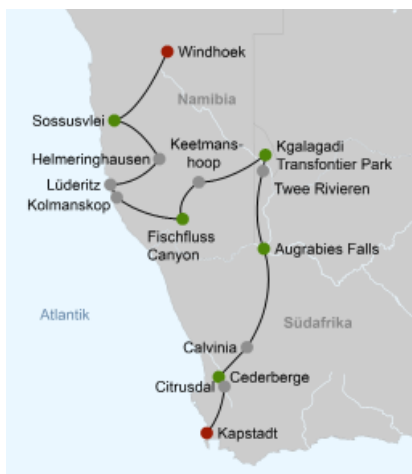 Windhoek
Namibia
Sossusvlei
Keetmans-
hoop
Kgalagadi
Transfontier Park
Helmeringhausen
Lüderitz
Twee Rivieren
Kolmanskop
Fischfluss
Canyon
Augrabies Falls
Atlantik
Südafrika
Calvinia
Cederberge
Citrusdal
Kapstadt